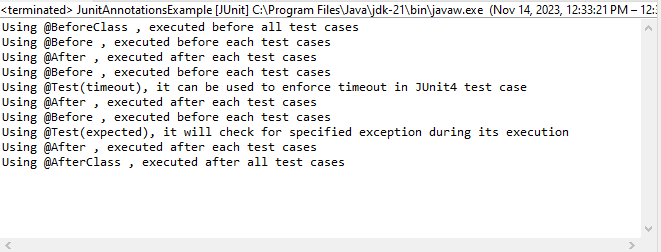 <terminated> JunitAnnotationsExample [JUnit] C:\Program Files\Java\jdk-21\bin\javaw.exe (Nov 14, 2023, 12:33:21 PM – 12:
Using @BeforeClass , executed before all test cases
Using @Before , executed before each test cases
Using @After , executed after each test cases
Using @Before , executed before each test cases
Using @Test(timeout), it can be used to enforce timeout in JUnit4 test case
Using @After , executed after each test cases
Using @Before , executed before each test cases
Using @Test(expected), it will check for specified exception during its execution
Using @After , executed after each test cases
Using @AfterClass , executed after all test cases